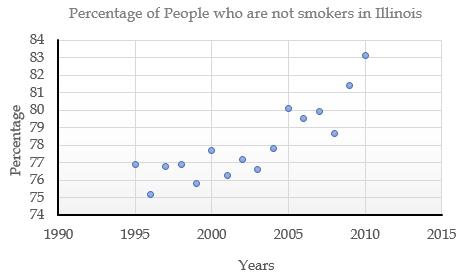 Percentage of People who are not smokers in Illinois
84
83
82
81
80
79
78
77
76
75
74
Percentage
1990 1995 2000 2005 2010 2015
Years